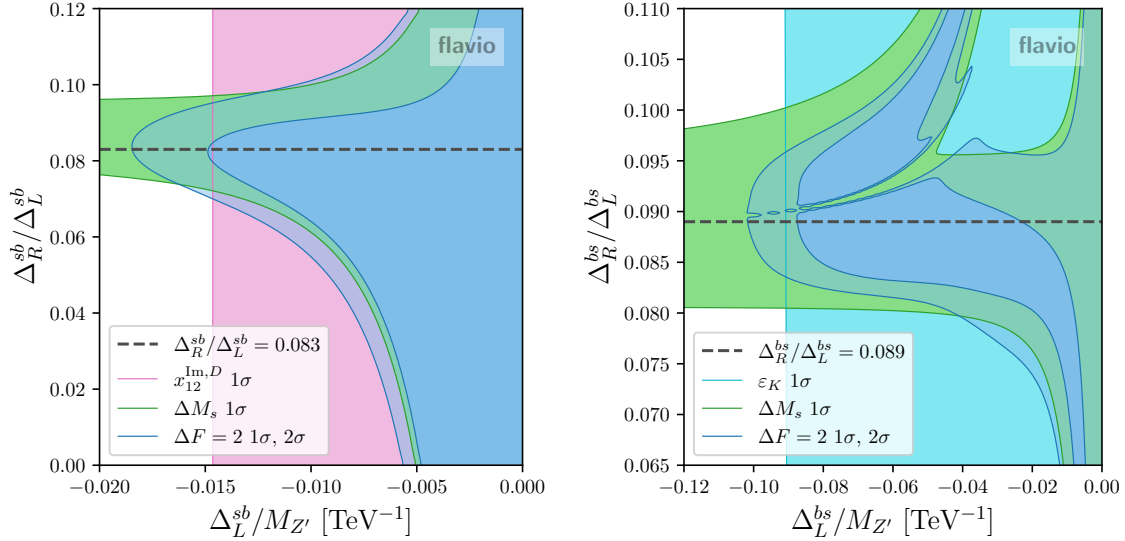 flavio
0.12
0.10
0.08
0.06
0.04
0.02
0.00
Δ_R^{sb}/Δ_L^{sb}
Δ_R^{sb}/Δ_L^{sb} = 0.083
x_{12}^{Im,D} 1σ
ΔM_s 1σ
ΔF = 2 1σ, 2σ
−0.020 −0.015 −0.010 −0.005 0.000
Δ_L^{sb}/M_{Z′} [TeV^{−1}]
flavio
0.110
0.105
0.100
0.095
0.090
0.085
0.080
0.075
0.070
0.065
Δ_R^{bs}/Δ_L^{bs}
Δ_R^{bs}/Δ_L^{bs} = 0.089
ε_K 1σ
ΔM_s 1σ
ΔF = 2 1σ, 2σ
−0.12 −0.10 −0.08 −0.06 −0.04 −0.02 0.00
Δ_L^{bs}/M_{Z′} [TeV^{−1}]